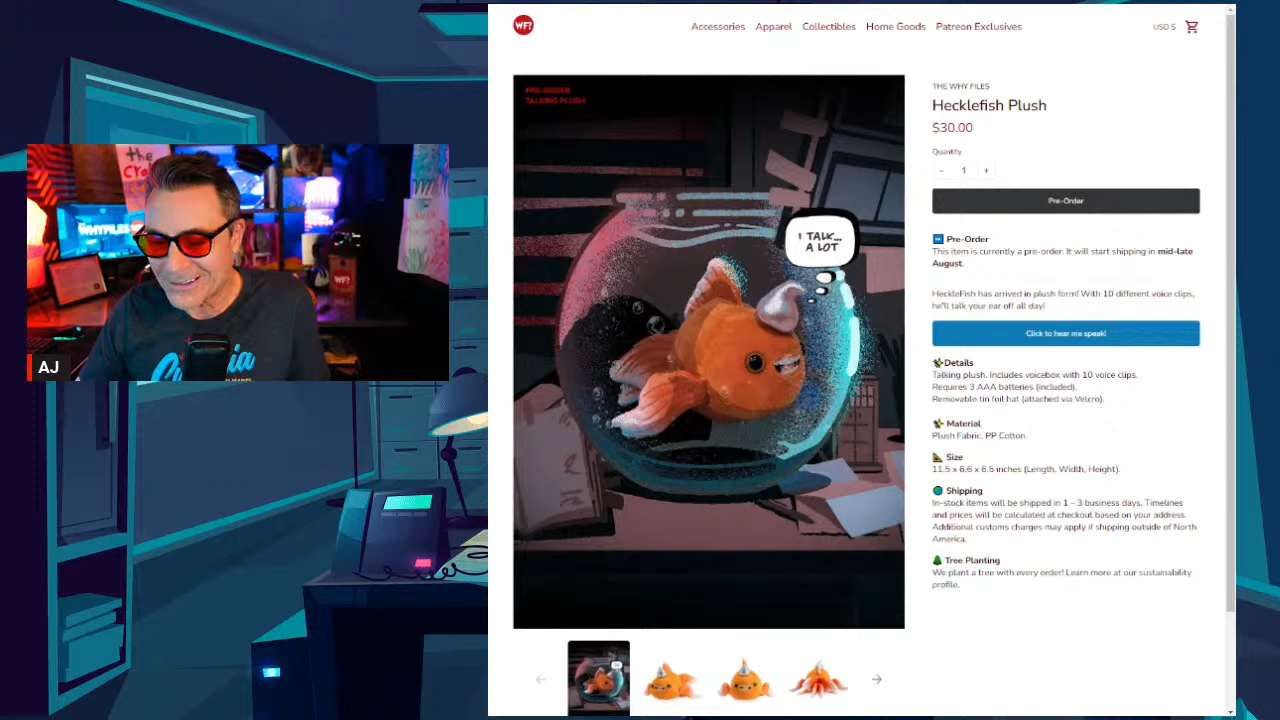 WF?
Accessories Apparel Collectibles Home Goods Patreon Exclusives
USD $
PRE-ORDER
TALKING PLUSH
I TALK...
A LOT
THE WHY FILES
Hecklefish Plush
$30.00
Quantity
− 1 +
Pre-Order
Pre-Order
This item is currently a pre-order. It will start shipping in mid-late
August.
HeckleFish has arrived in plush form! With 10 different voice clips,
he'll talk your ear off all day!
Click to hear me speak!
Details
Talking plush. Includes voicebox with 10 voice clips.
Requires 3 AAA batteries (included).
Removable tin foil hat (attached via Velcro).
Material
Plush Fabric, PP Cotton.
Size
11.5 x 6.6 x 8.5 inches (Length, Width, Height).
Shipping
In-stock items will be shipped in 1 – 3 business days. Timelines
and prices will be calculated at checkout based on your address.
Additional customs charges may apply if shipping outside of North
America.
Tree Planting
We plant a tree with every order! Learn more at our sustainability
profile.
the
WHYFILES
WF?
AJ